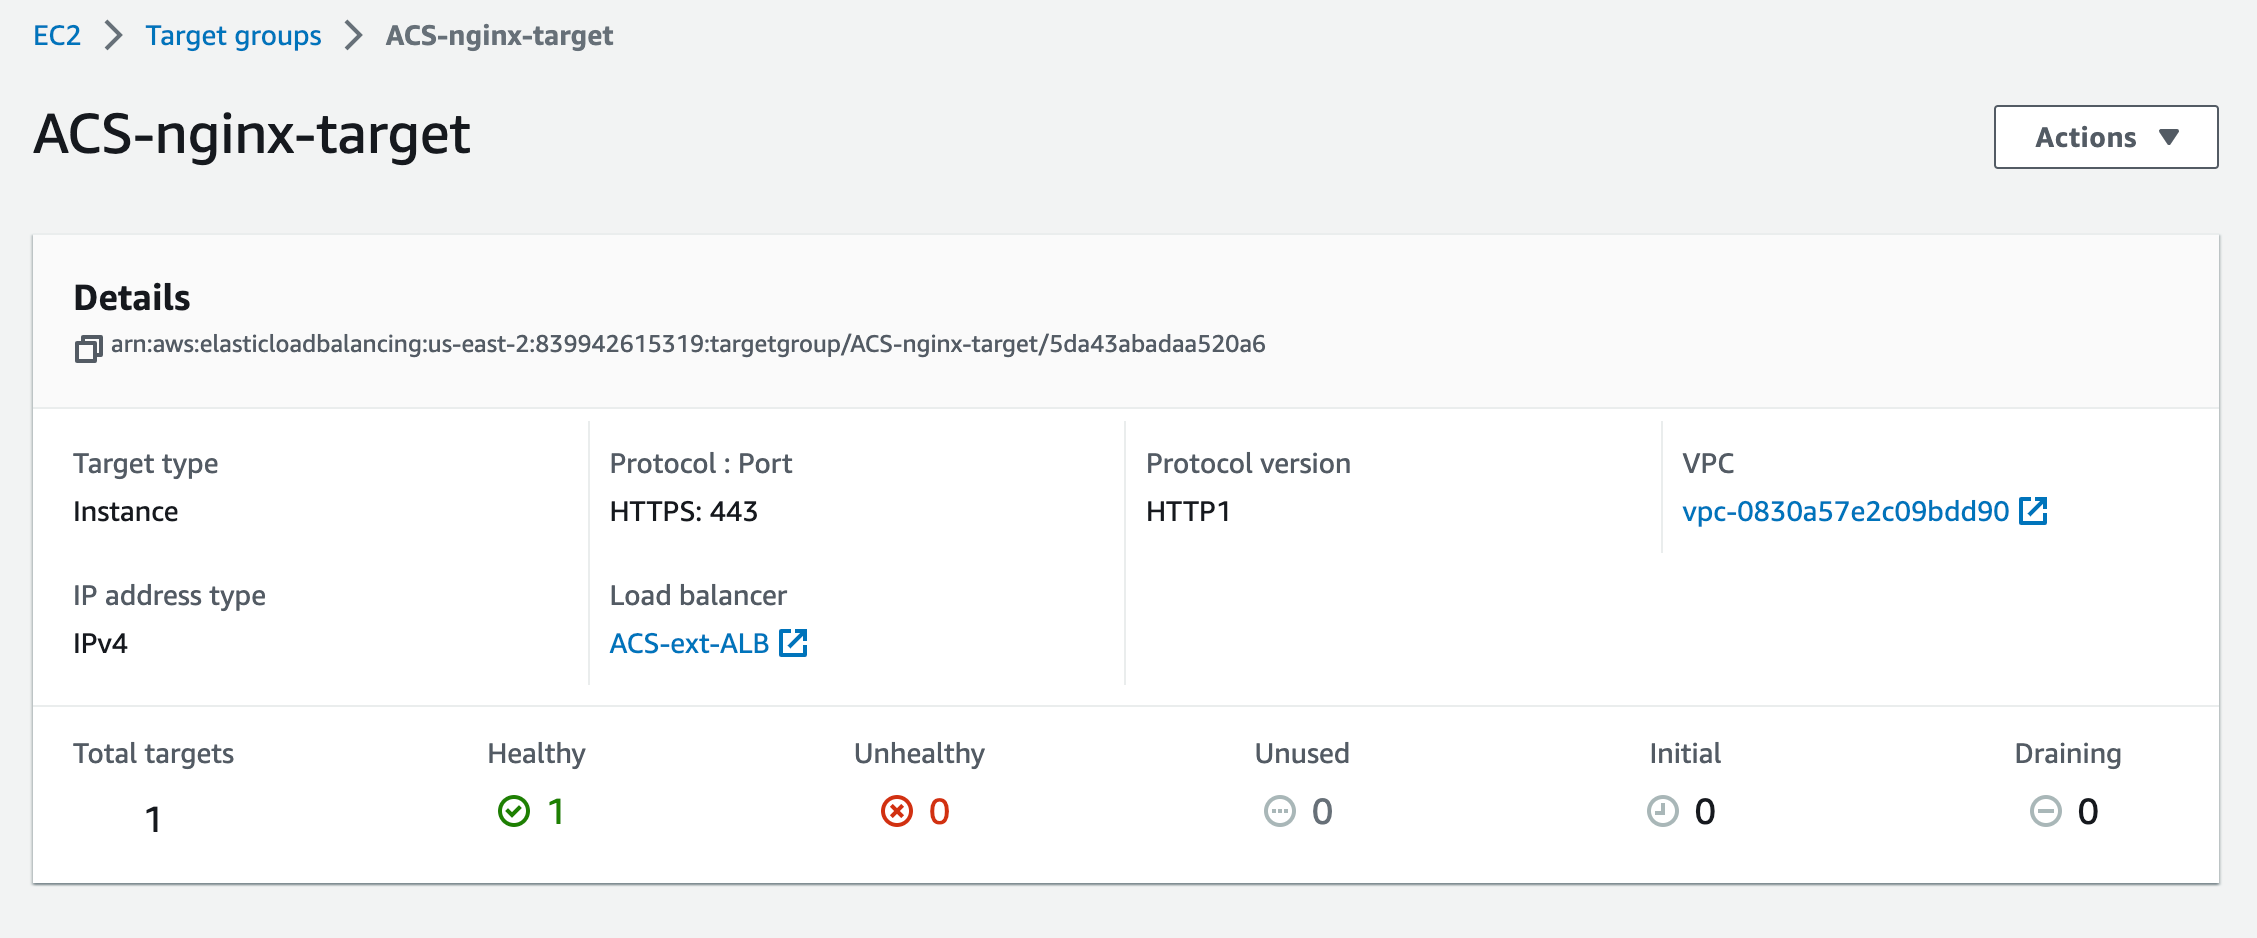 EC2 Target groups ACS-nginx-target
ACS-nginx-target
Actions
Details
arn:aws:elasticloadbalancing:us-east-2:839942615319:targetgroup/ACS-nginx-target/5da43abadaa520a6
Target type Protocol : Port Protocol version VPC
Instance HTTPS: 443 HTTP1 vpc-0830a57e2c09bdd90
IP address type Load balancer
IPv4 ACS-ext-ALB
Total targets Healthy Unhealthy Unused Initial Draining
1 1 0 0 0 0